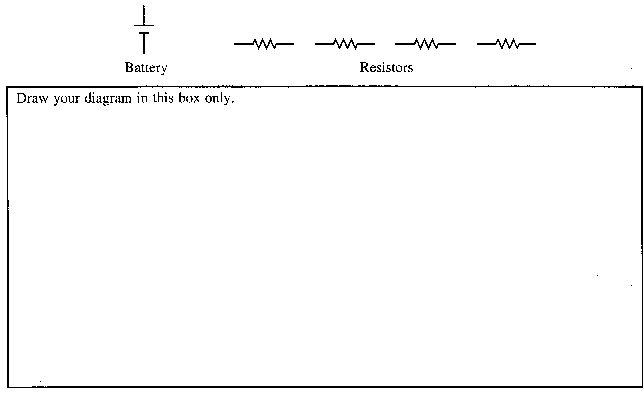 Battery Resistors
Draw your diagram in this box only.